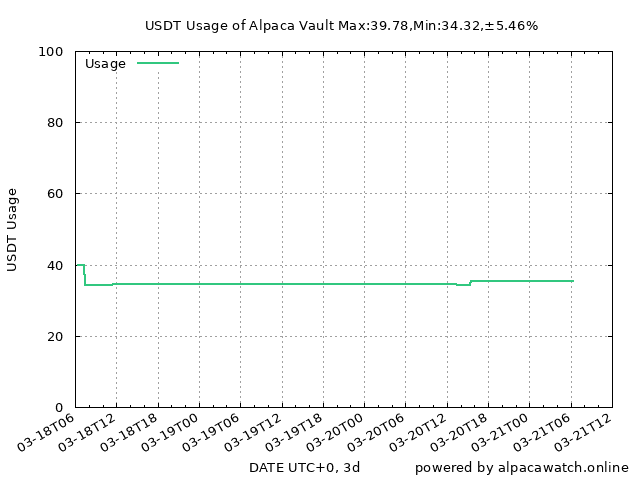 USDT Usage of Alpaca Vault Max:39.78,Min:34.32,±5.46%
100
Usage
80
60
40
20
0
USDT Usage
03-18T06
03-18T12
03-18T18
03-19T00
03-19T06
03-19T12
03-19T18
03-20T00
03-20T06
03-20T12
03-20T18
03-21T00
03-21T06
03-21T12
DATE UTC+0, 3d
powered by alpacawatch.online